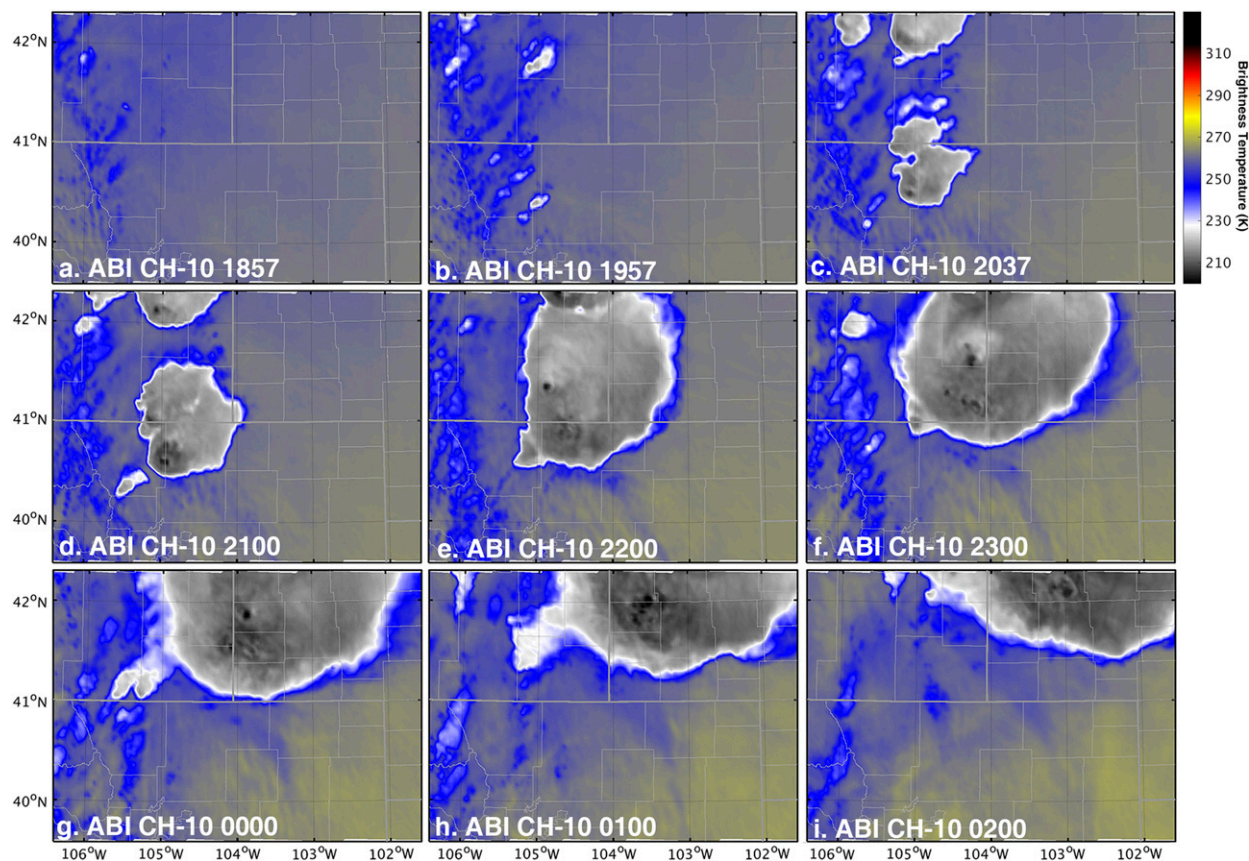 42°N
41°N
40°N
a. ABI CH-10 1857
b. ABI CH-10 1957
c. ABI CH-10 2037
310
290
270
250
230
210
Brightness Temperature (K)
42°N
41°N
40°N
d. ABI CH-10 2100
e. ABI CH-10 2200
f. ABI CH-10 2300
42°N
41°N
40°N
g. ABI CH-10 0000
h. ABI CH-10 0100
i. ABI CH-10 0200
106°W 105°W 104°W 103°W 102°W
106°W 105°W 104°W 103°W 102°W
106°W 105°W 104°W 103°W 102°W